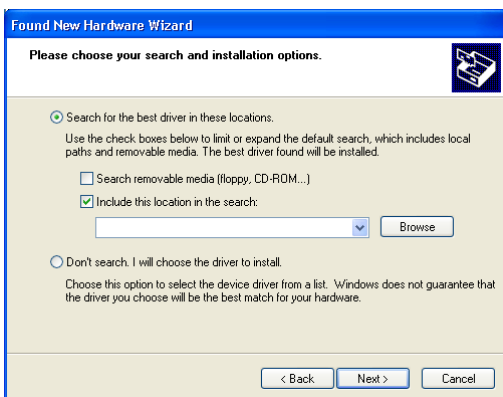 Found New Hardware Wizard
Please choose your search and installation options.
Search for the best driver in these locations.
Use the check boxes below to limit or expand the default search, which includes local
paths and removable media. The best driver found will be installed.
Search removable media (floppy, CD-ROM...)
Include this location in the search:
Browse
Don't search. I will choose the driver to install.
Choose this option to select the device driver from a list. Windows does not guarantee that
the driver you choose will be the best match for your hardware.
< Back Next > Cancel